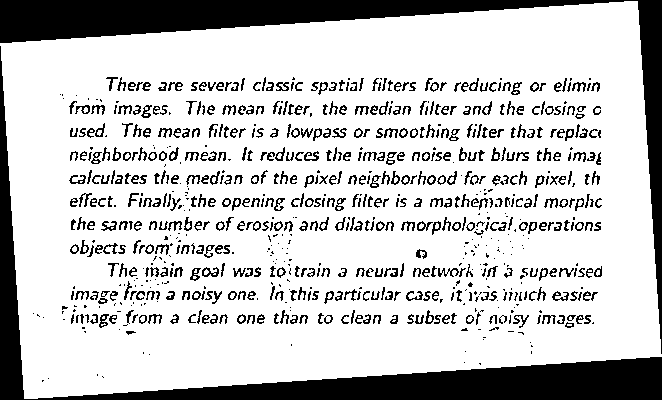 There are several classic spatial filters for reducing or elimin
from images. The mean filter, the median filter and the closing o
used. The mean filter is a lowpass or smoothing filter that replace
neighborhood mean. It reduces the image noise but blurs the imag
calculates the median of the pixel neighborhood for each pixel, th
effect. Finally, the opening closing filter is a mathematical morpho
the same number of erosion and dilation morphological operations
objects from images.
The main goal was to train a neural network in a supervised
image from a noisy one. In this particular case, it was much easier
image from a clean one than to clean a subset of noisy images.